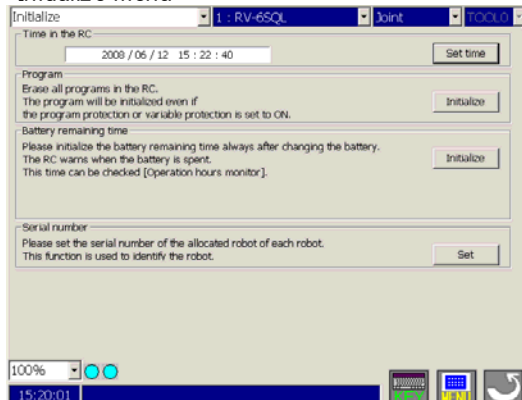 Initialize 1 : RV-6SQL Joint TOOL0
Time in the RC
2008 / 06 / 12 15 : 22 : 40 Set time
Program
Erase all programs in the RC.
The program will be initialized even if
the program protection or variable protection is set to ON.
Initialize
Battery remaining time
Please initialize the battery remaining time always after changing the battery.
The RC warns when the battery is spent.
This time can be checked [Operation hours monitor].
Initialize
Serial number
Please set the serial number of the allocated robot of each robot.
This function is used to identify the robot.
Set
100%
15:20:01 KEY MENU